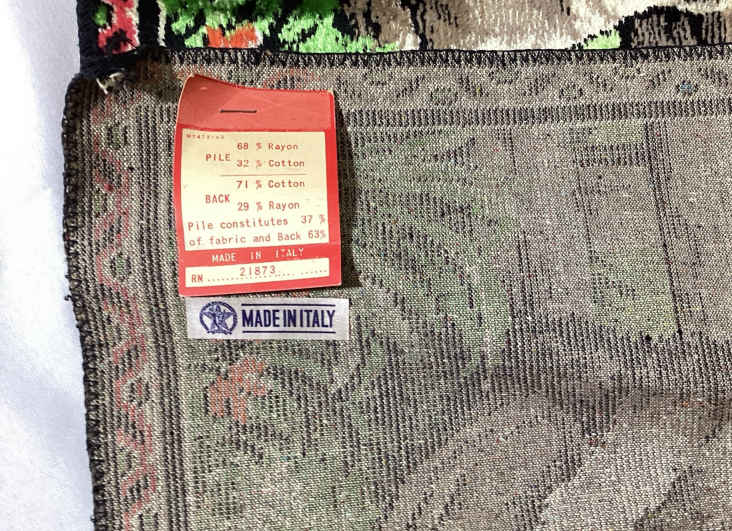 68 % Rayon
PILE
32 % Cotton
71 % Cotton
BACK
29 % Rayon
Pile constitutes 37 %
of fabric and Back 63%
MADE IN ITALY
RN 21873
MADE IN ITALY